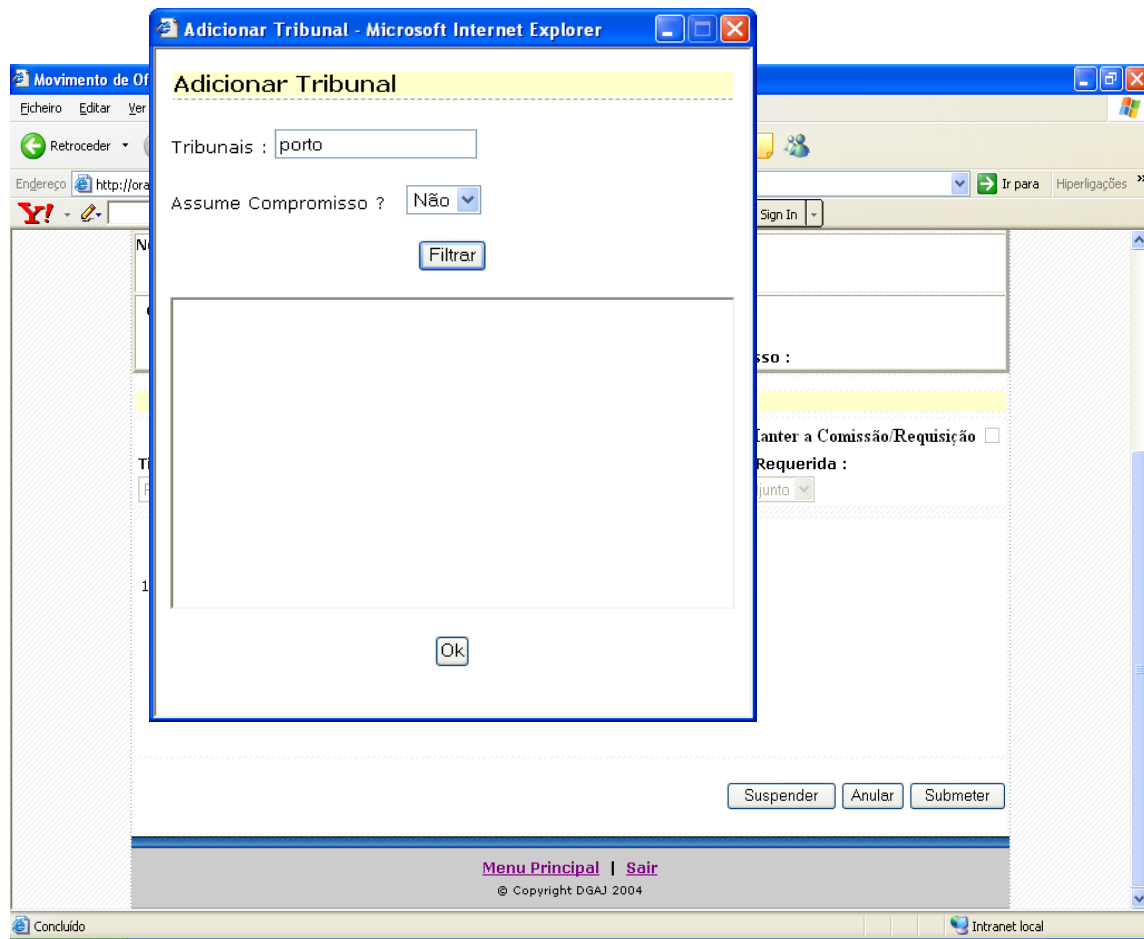 Adicionar Tribunal - Microsoft Internet Explorer
Adicionar Tribunal
Tribunais : porto
Assume Compromisso ? Não
Filtrar
Ok
Movimento de Of
Ficheiro Editar Ver
Retroceder
Endereço http://ora
Ir para Hiperligações »
Y!
Sign In
sso :
Manter a Comissão/Requisição
Requerida :
junto
1
Suspender Anular Submeter
Menu Principal | Sair
© Copyright DGAJ 2004
Concluído
Intranet local